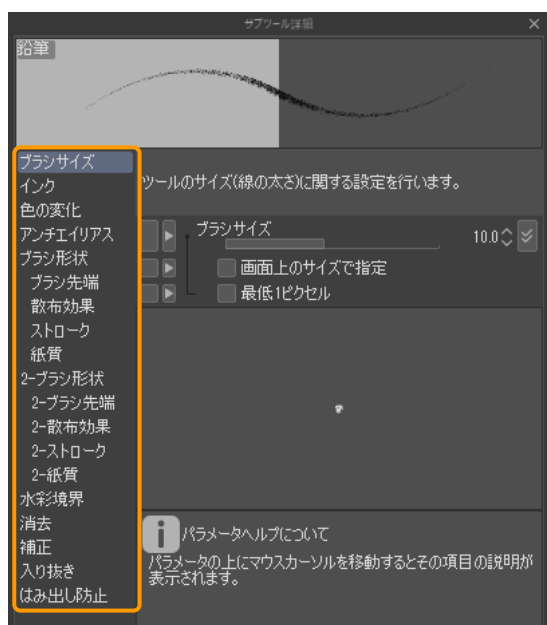 サブツール詳細
鉛筆
ブラシサイズ
インク
色の変化
アンチエイリアス
ブラシ形状
ブラシ先端
散布効果
ストローク
紙質
2-ブラシ形状
2-ブラシ先端
2-散布効果
2-ストローク
2-紙質
水彩境界
消去
補正
入り抜き
はみ出し防止
ツールのサイズ(線の太さ)に関する設定を行います。
ブラシサイズ 10.0
画面上のサイズで指定
最低1ピクセル
パラメータヘルプについて
パラメータの上にマウスカーソルを移動するとその項目の説明が
表示されます。